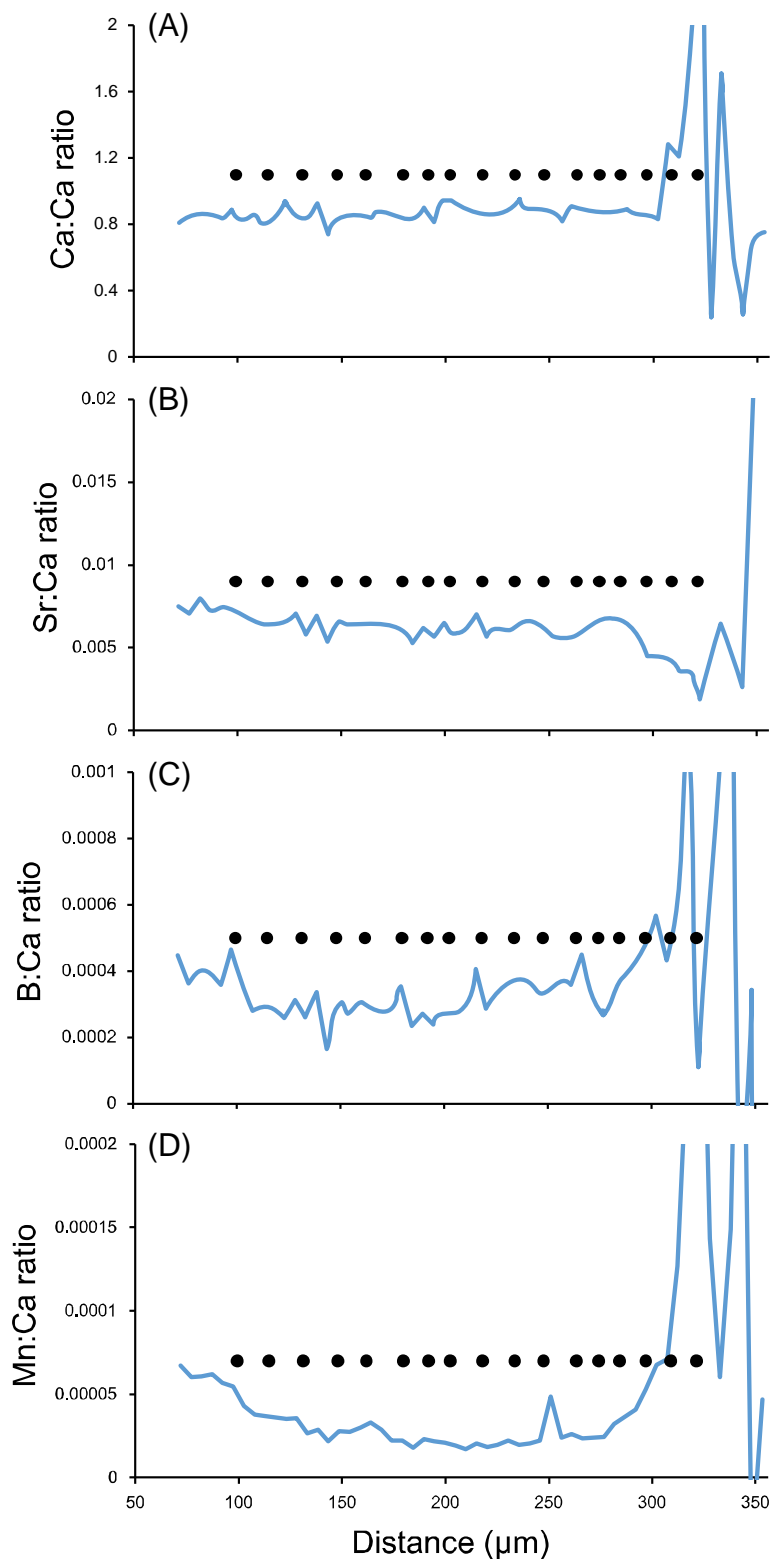 (A)
2
1.6
1.2
0.8
0.4
0
Ca:Ca ratio
(B)
0.02
0.015
0.01
0.005
0
Sr:Ca ratio
(C)
0.001
0.0008
0.0006
0.0004
0.0002
0
B:Ca ratio
(D)
0.0002
0.00015
0.0001
0.00005
0
Mn:Ca ratio
50 100 150 200 250 300 350
Distance (µm)